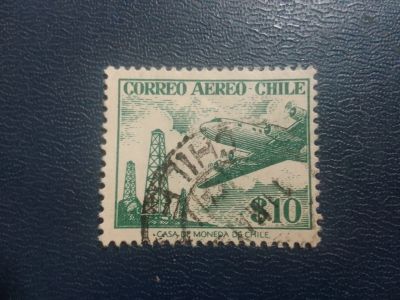 CORREO AEREO - CHILE
$10
CASA DE MONEDA DE CHILE